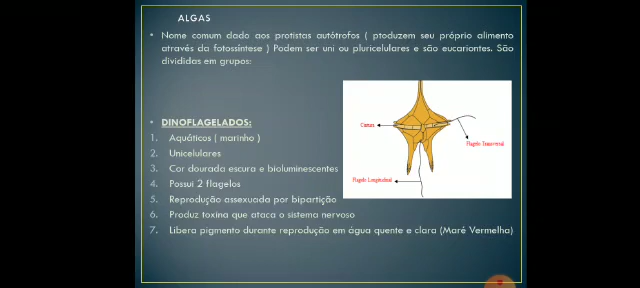 ALGAS
• Nome comum dado aos protistas autótrofos ( ptoduzem seu próprio alimento
através da fotossíntese ) Podem ser uni ou pluricelulares e são eucariontes. São
divididas em grupos:
• DINOFLAGELADOS:
1. Aquáticos ( marinho )
2. Unicelulares
3. Cor dourada escura e bioluminescentes
4. Possui 2 flagelos
5. Reprodução assexuada por bipartição
6. Produz toxina que ataca o sistema nervoso
7. Libera pigmento durante reprodução em água quente e clara (Maré Vermelha)
Flagelo Transversal
Flagelo Longitudinal